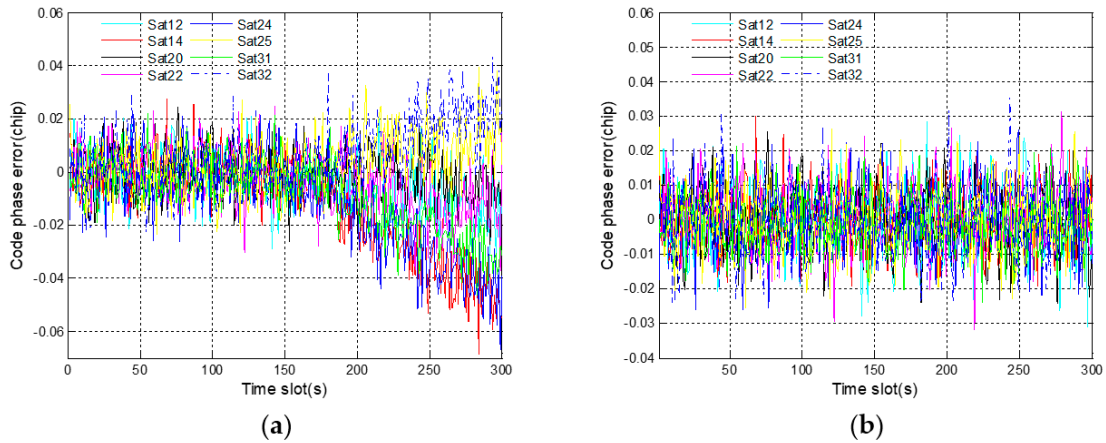 0.06
0.04
0.02
0
-0.02
-0.04
-0.06
Code phase error(chip)
Sat12 Sat24
Sat14 Sat25
Sat20 Sat31
Sat22 Sat32
0 50 100 150 200 250 300
Time slot(s)
(a)
0.06
0.05
0.04
0.03
0.02
0.01
0
-0.01
-0.02
-0.03
-0.04
Code phase error(chip)
Sat12 Sat24
Sat14 Sat25
Sat20 Sat31
Sat22 Sat32
50 100 150 200 250 300
Time slot(s)
(b)